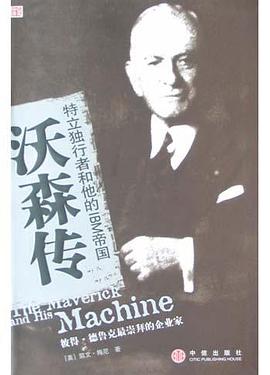 特立独行者和他的IBM帝国
沃森传
The Maverick
and His
Machine
彼得·德鲁克最崇拜的企业家
[美] 凯文·梅尼 著
中信出版社
CITIC PUBLISHING HOUSE